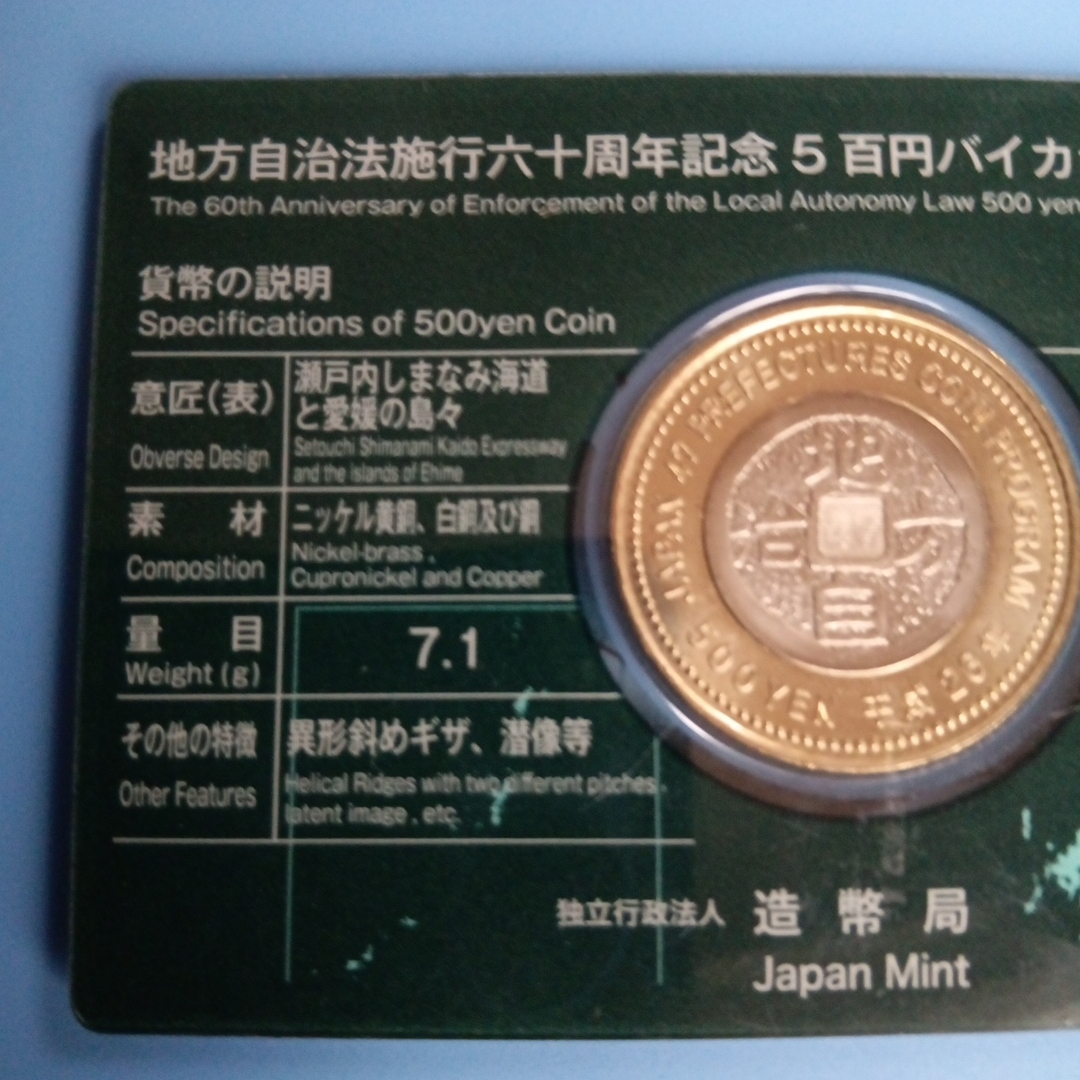 地方自治法施行六十周年記念 5 百円バイカ
The 60th Anniversary of Enforcement of the Local Autonomy Law 500 yen
貨幣の説明
Specifications of 500yen Coin
意匠(表)
Obverse Design
瀬戸内しまなみ海道
と愛媛の島々
Setouchi Shimanami Kaido Expressway
and the islands of Ehime
素 材
Composition
ニッケル黄銅、白銅及び銅
Nickel-brass,
Cupronickel and Copper
量 目
Weight (g)
7.1
その他の特徴
Other Features
異形斜めギザ、潜像等
Helical Ridges with two different pitches,
latent image, etc.
JAPAN 47 PREFECTURES COIN PROGRAM
500 YEN 平成 26 年
独立行政法人 造 幣 局
Japan Mint